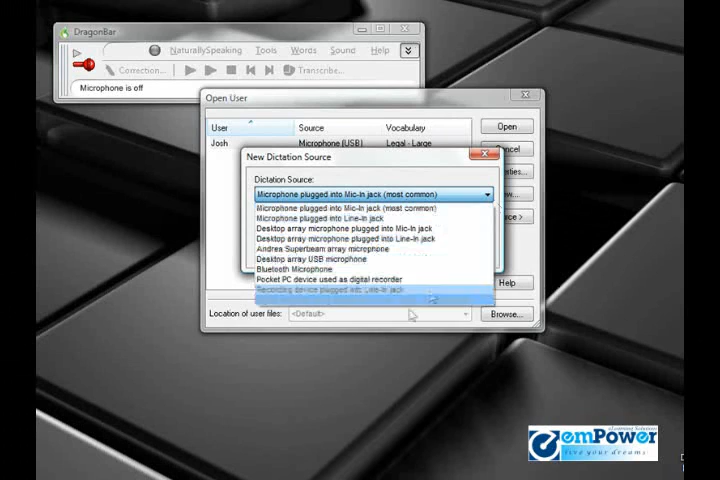 DragonBar
NaturallySpeaking Tools Words Sound Help
Correction... Transcribe...
Microphone is off
Open User
User Source Vocabulary Open
Josh Microphone (USB) Legal - Large
New Dictation Source
Dictation Source:
Microphone plugged into Mic-In jack (most common)
Microphone plugged into Mic-In jack (most common)
Microphone plugged into Line-In jack
Desktop array microphone plugged into Mic-In jack
Desktop array microphone plugged into Line-In jack
Andrea Superbeam array microphone
Desktop array USB microphone
Bluetooth Microphone
Pocket PC device used as digital recorder
Recording device plugged into Line-In jack
Help
Location of user files: <Default> Browse...
eLearning Solutions
emPower
live your dreams